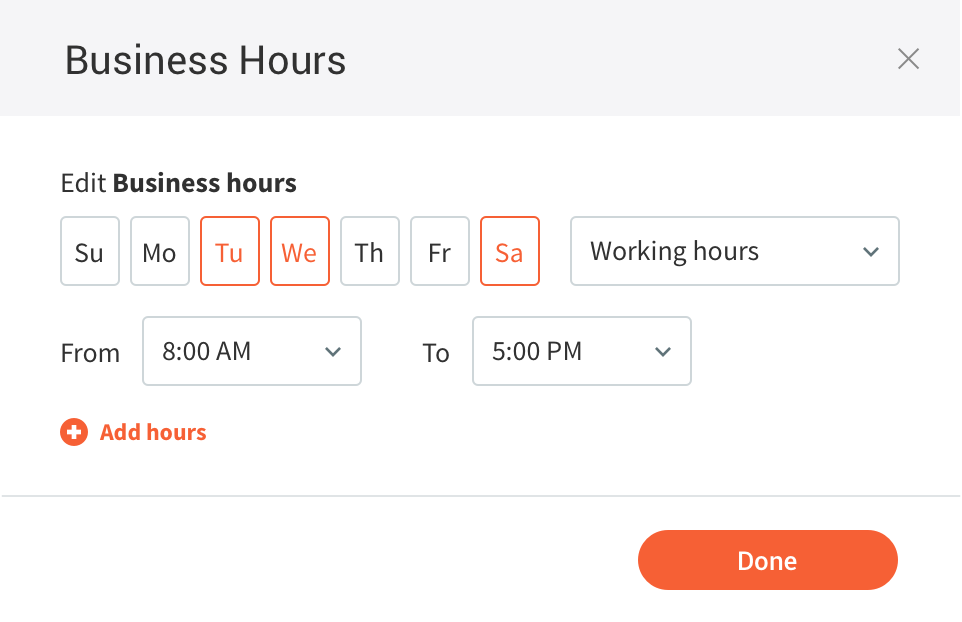 Business Hours
Edit Business hours
Su Mo Tu We Th Fr Sa Working hours
From 8:00 AM To 5:00 PM
Add hours
Done